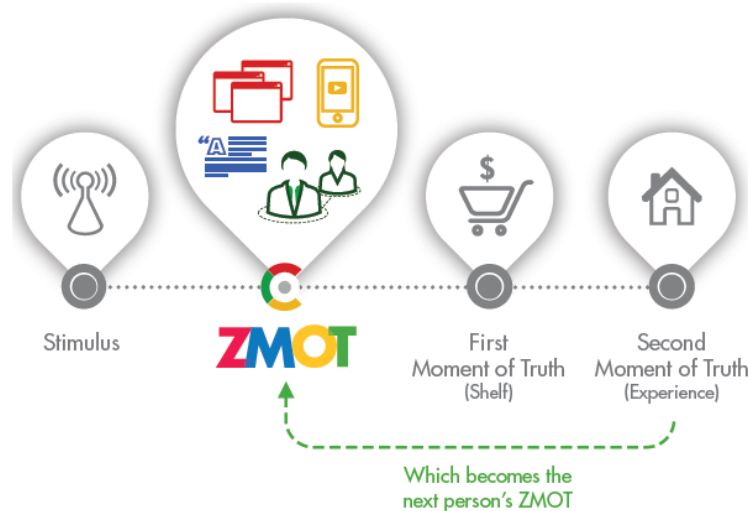 “A
$
Stimulus
ZMOT
First
Moment of Truth
(Shelf)
Second
Moment of Truth
(Experience)
Which becomes the
next person's ZMOT